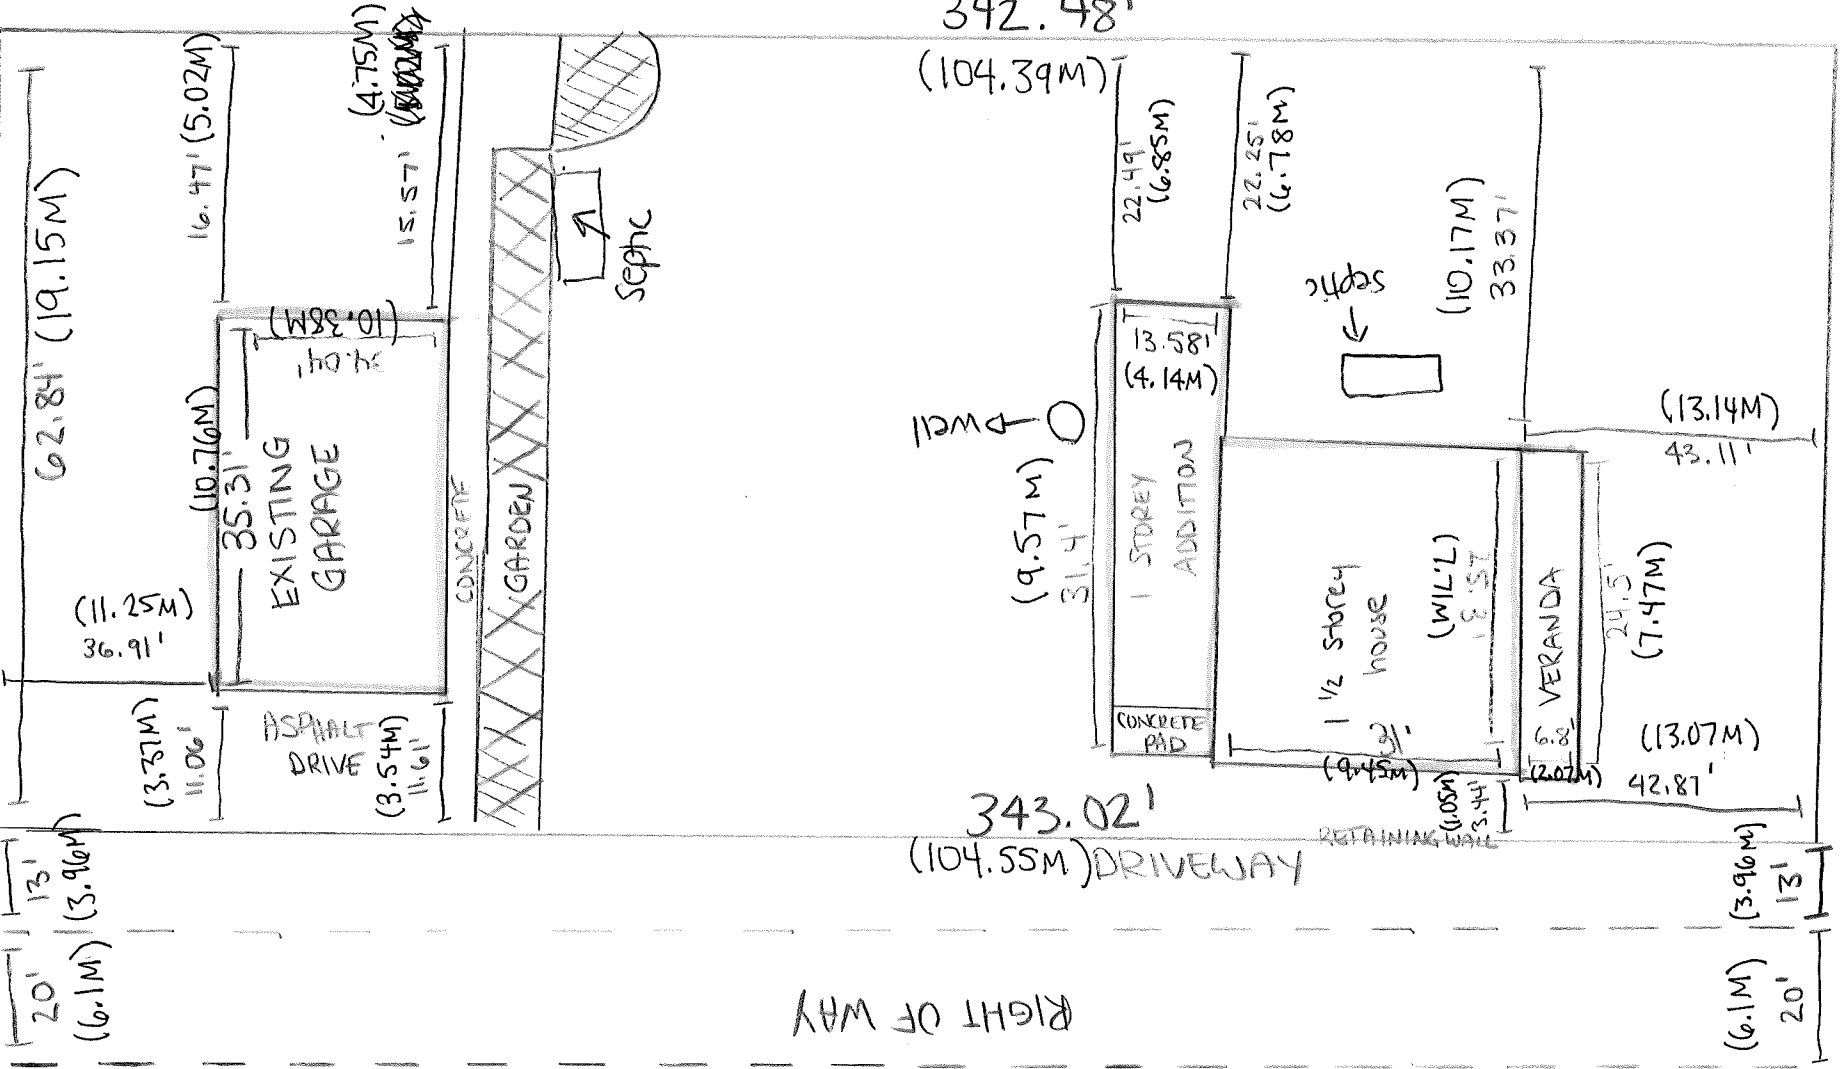 342.48'
(104.39M)
62.84' (19.15M)
16.47' (5.02M)
(4.75M)
15.57'
(10.38M)
34.04'
(10.76M)
35.31'
EXISTING
GARAGE
(11.25M)
36.91'
(3.37M)
11.06'
ASPHALT
DRIVE
(3.54M)
11.61'
CONCRETE
GARDEN
septic
22.49'
(6.85M)
22.25'
(6.78M)
13.58'
(4.14M)
well
(9.57M)
31.4'
1 STOREY
ADDITION
CONCRETE
PAD
septic
(10.17M)
33.37'
(13.14M)
43.11'
1 1/2 storey
house
31'
(9.45M)
VERANDA
6.8'
(2.07M)
24.5'
(7.47M)
(13.07M)
42.87'
(1.05M)
3.44'
RETAINING WALL
343.02'
(104.55M) DRIVEWAY
13'
(3.96M)
(3.96M)
13'
20'
(6.1M)
RIGHT OF WAY
(6.1M)
20'